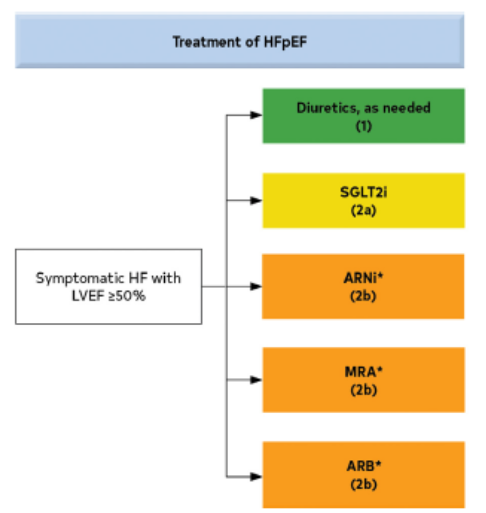 Treatment of HFpEF
Diuretics, as needed
(1)
SGLT2i
(2a)
Symptomatic HF with
LVEF ≥50%
ARNi*
(2b)
MRA*
(2b)
ARB*
(2b)